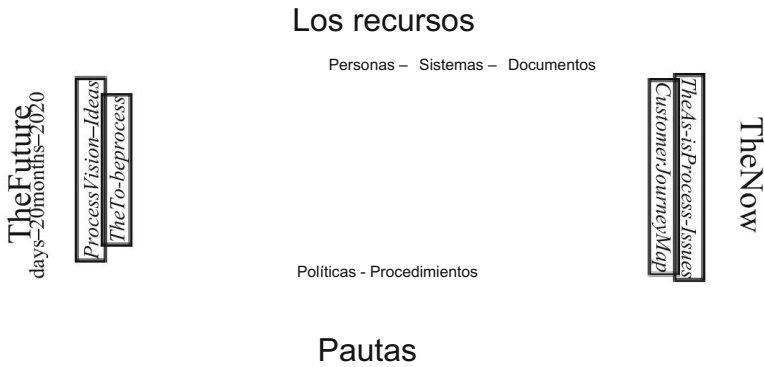 Los recursos
Personas – Sistemas – Documentos
TheFuture
days–20months–2020
ProcessVision–Ideas
TheTo-beprocess
CustomerJourneyMap
TheAs-isProcess-Issues
TheNow
Políticas - Procedimientos
Pautas